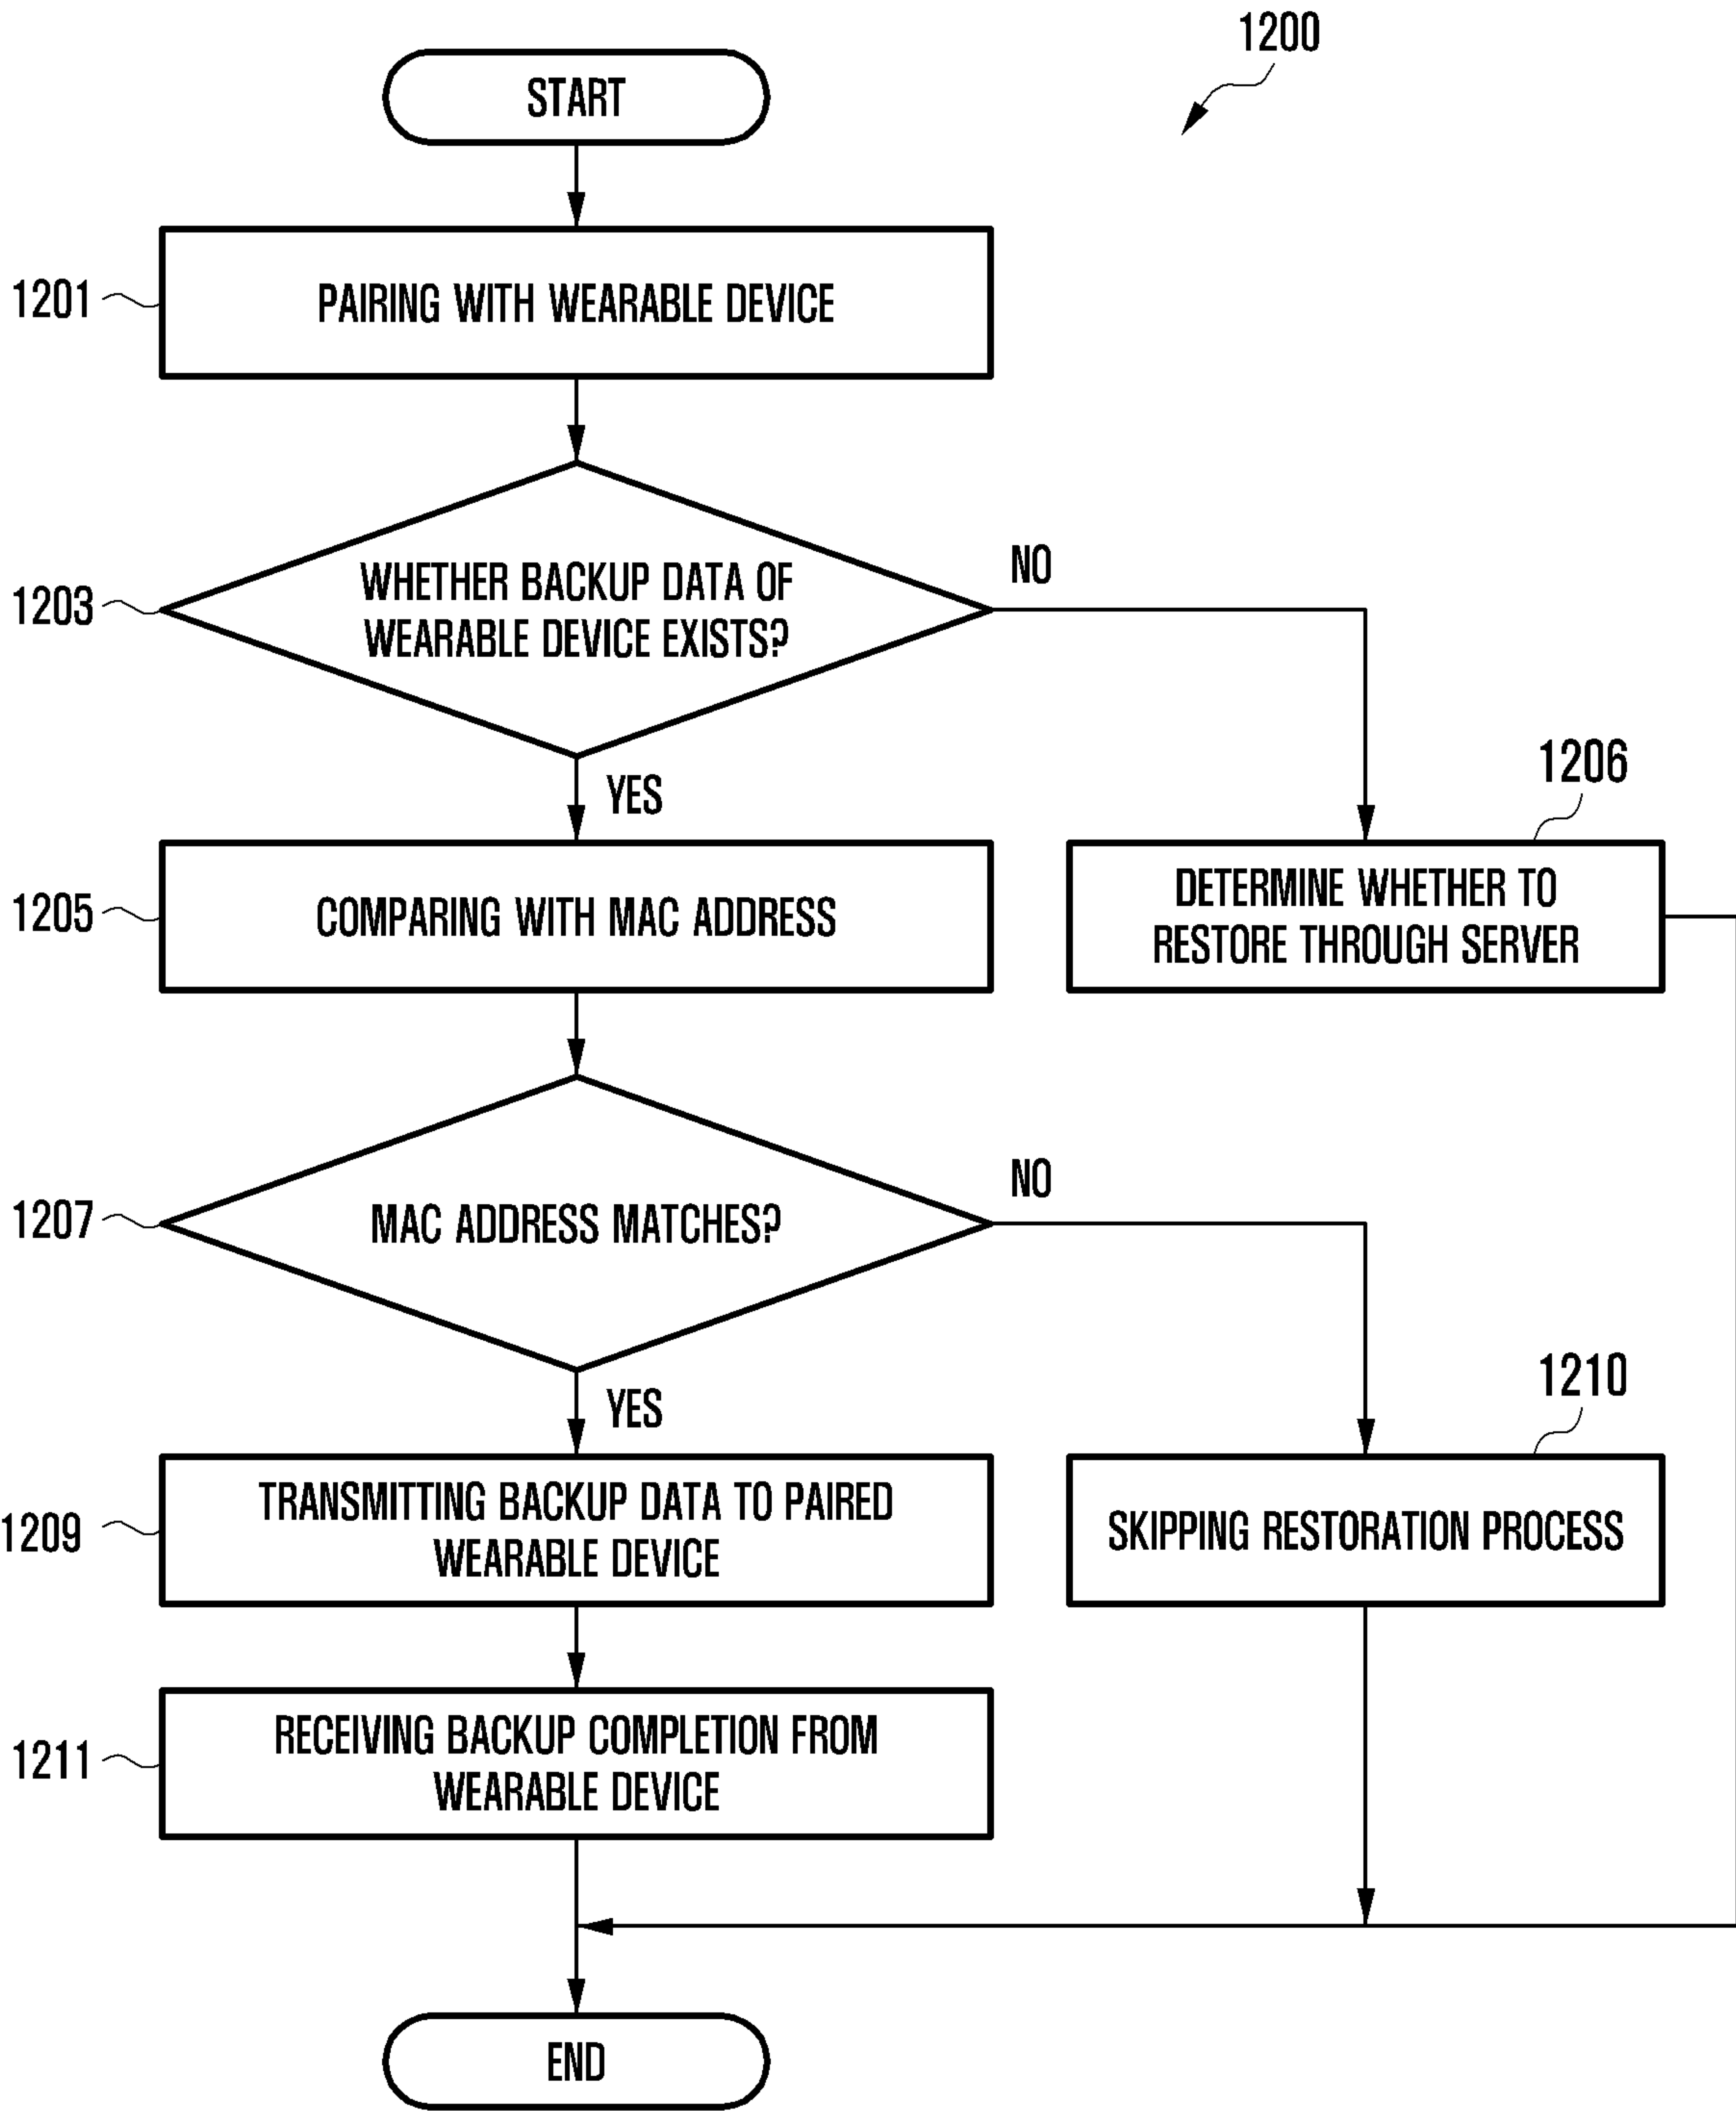 1200
START
1201
PAIRING WITH WEARABLE DEVICE
1203
WHETHER BACKUP DATA OF
WEARABLE DEVICE EXISTS?
NO
YES
1206
1205
COMPARING WITH MAC ADDRESS
DETERMINE WHETHER TO
RESTORE THROUGH SERVER
1207
MAC ADDRESS MATCHES?
NO
YES
1210
1209
TRANSMITTING BACKUP DATA TO PAIRED
WEARABLE DEVICE
SKIPPING RESTORATION PROCESS
1211
RECEIVING BACKUP COMPLETION FROM
WEARABLE DEVICE
END